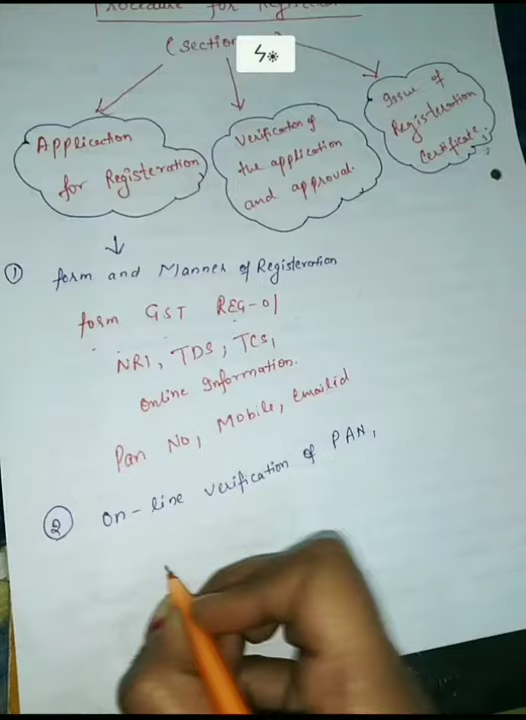 Procedure for
(section
Application
for Registeration
Verification of
the application
and approval.
Issue of
Registeration
Certificate
① form and Manner of Registeration
form GST REG-01
NRI, TDS, TCS,
Online Information.
Pan No, Mobile, Emailid
② On-line verification of PAN,